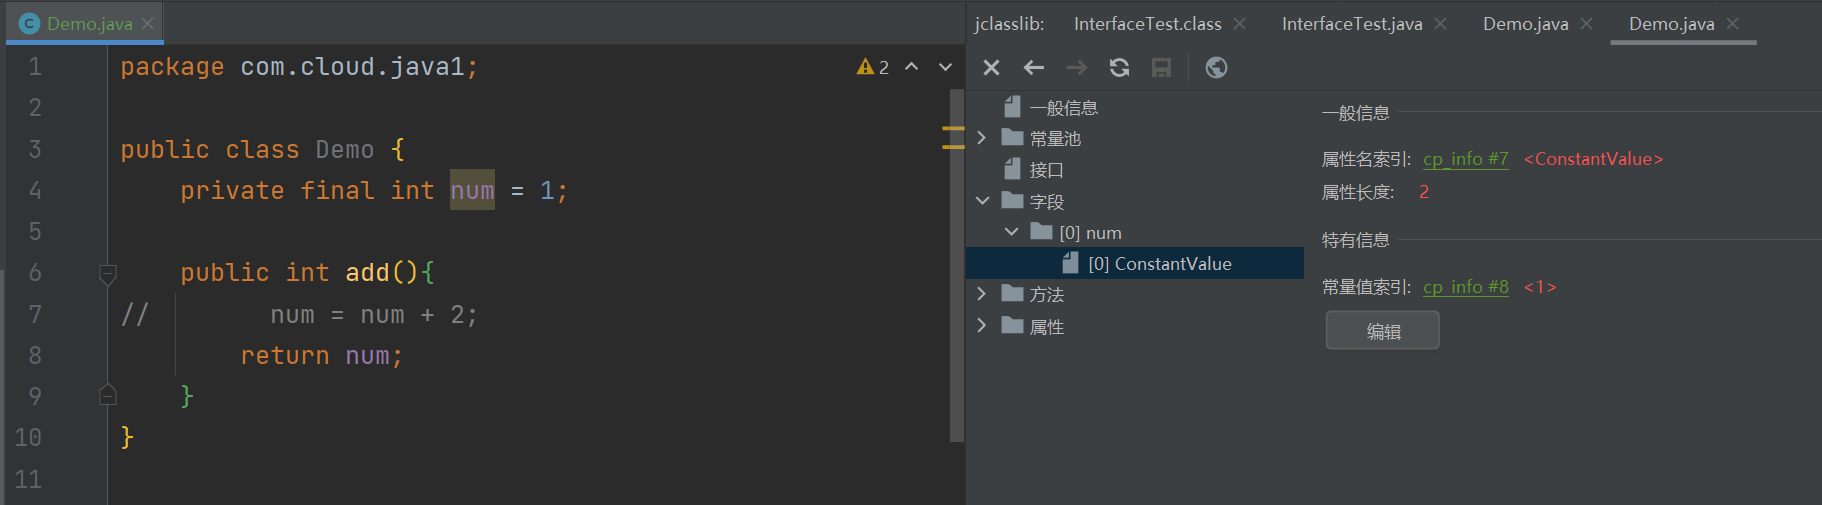 Demo.java
1 package com.cloud.java1;
2
3 public class Demo {
4 private final int num = 1;
5
6 public int add(){
7 // num = num + 2;
8 return num;
9 }
10 }
11
2
jclasslib: InterfaceTest.class InterfaceTest.java Demo.java Demo.java
一般信息
常量池
接口
字段
[0] num
[0] ConstantValue
方法
属性
一般信息
属性名索引: cp_info #7 <ConstantValue>
属性长度: 2
特有信息
常量值索引: cp_info #8 <1>
编辑